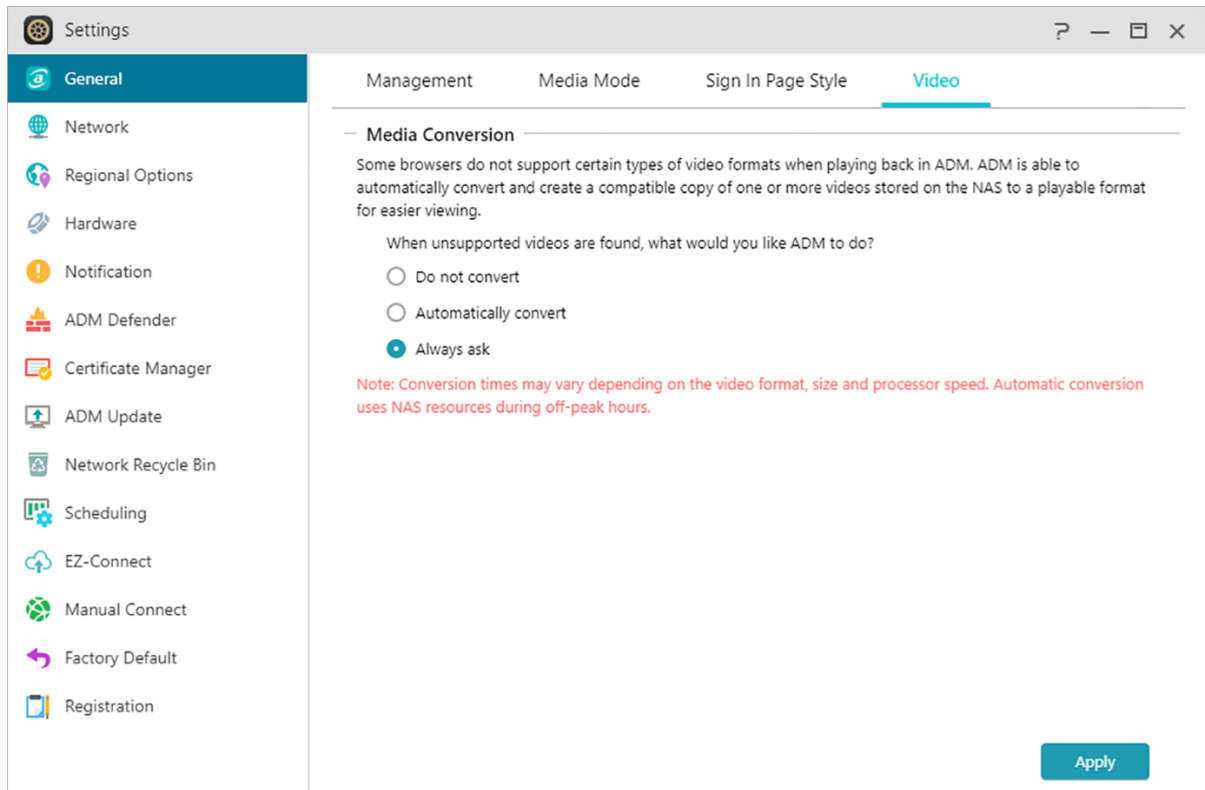 Settings
General
Network
Regional Options
Hardware
Notification
ADM Defender
Certificate Manager
ADM Update
Network Recycle Bin
Scheduling
EZ-Connect
Manual Connect
Factory Default
Registration
Management Media Mode Sign In Page Style Video
Media Conversion
Some browsers do not support certain types of video formats when playing back in ADM. ADM is able to
automatically convert and create a compatible copy of one or more videos stored on the NAS to a playable format
for easier viewing.
When unsupported videos are found, what would you like ADM to do?
Do not convert
Automatically convert
Always ask
Note: Conversion times may vary depending on the video format, size and processor speed. Automatic conversion
uses NAS resources during off-peak hours.
Apply